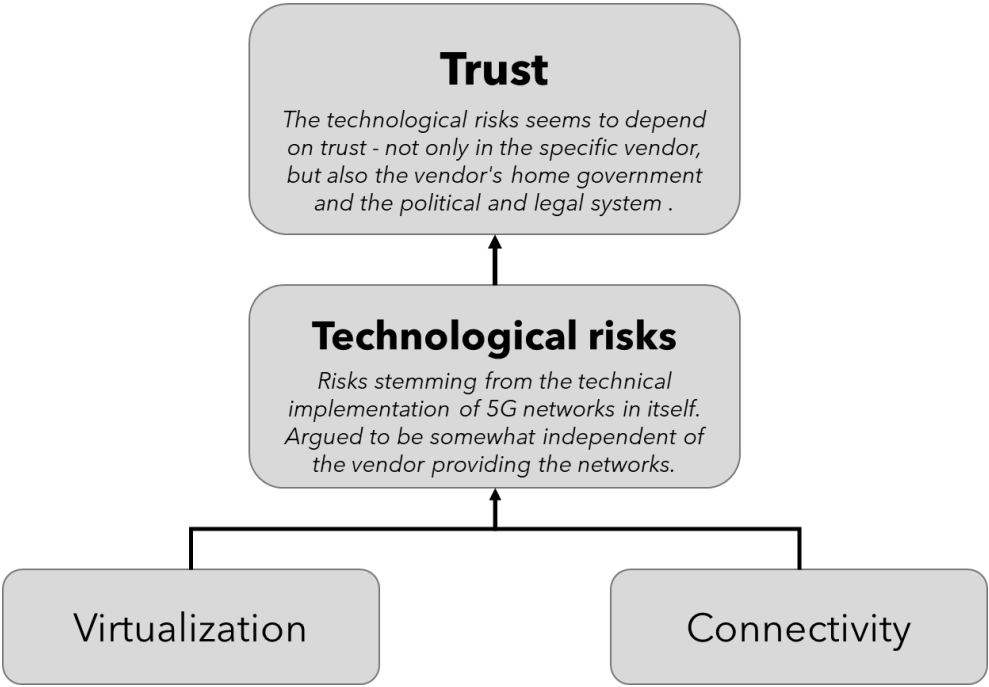 Trust
The technological risks seems to depend
on trust - not only in the specific vendor,
but also the vendor's home government
and the political and legal system .
Technological risks
Risks stemming from the technical
implementation of 5G networks in itself.
Argued to be somewhat independent of
the vendor providing the networks.
Virtualization
Connectivity